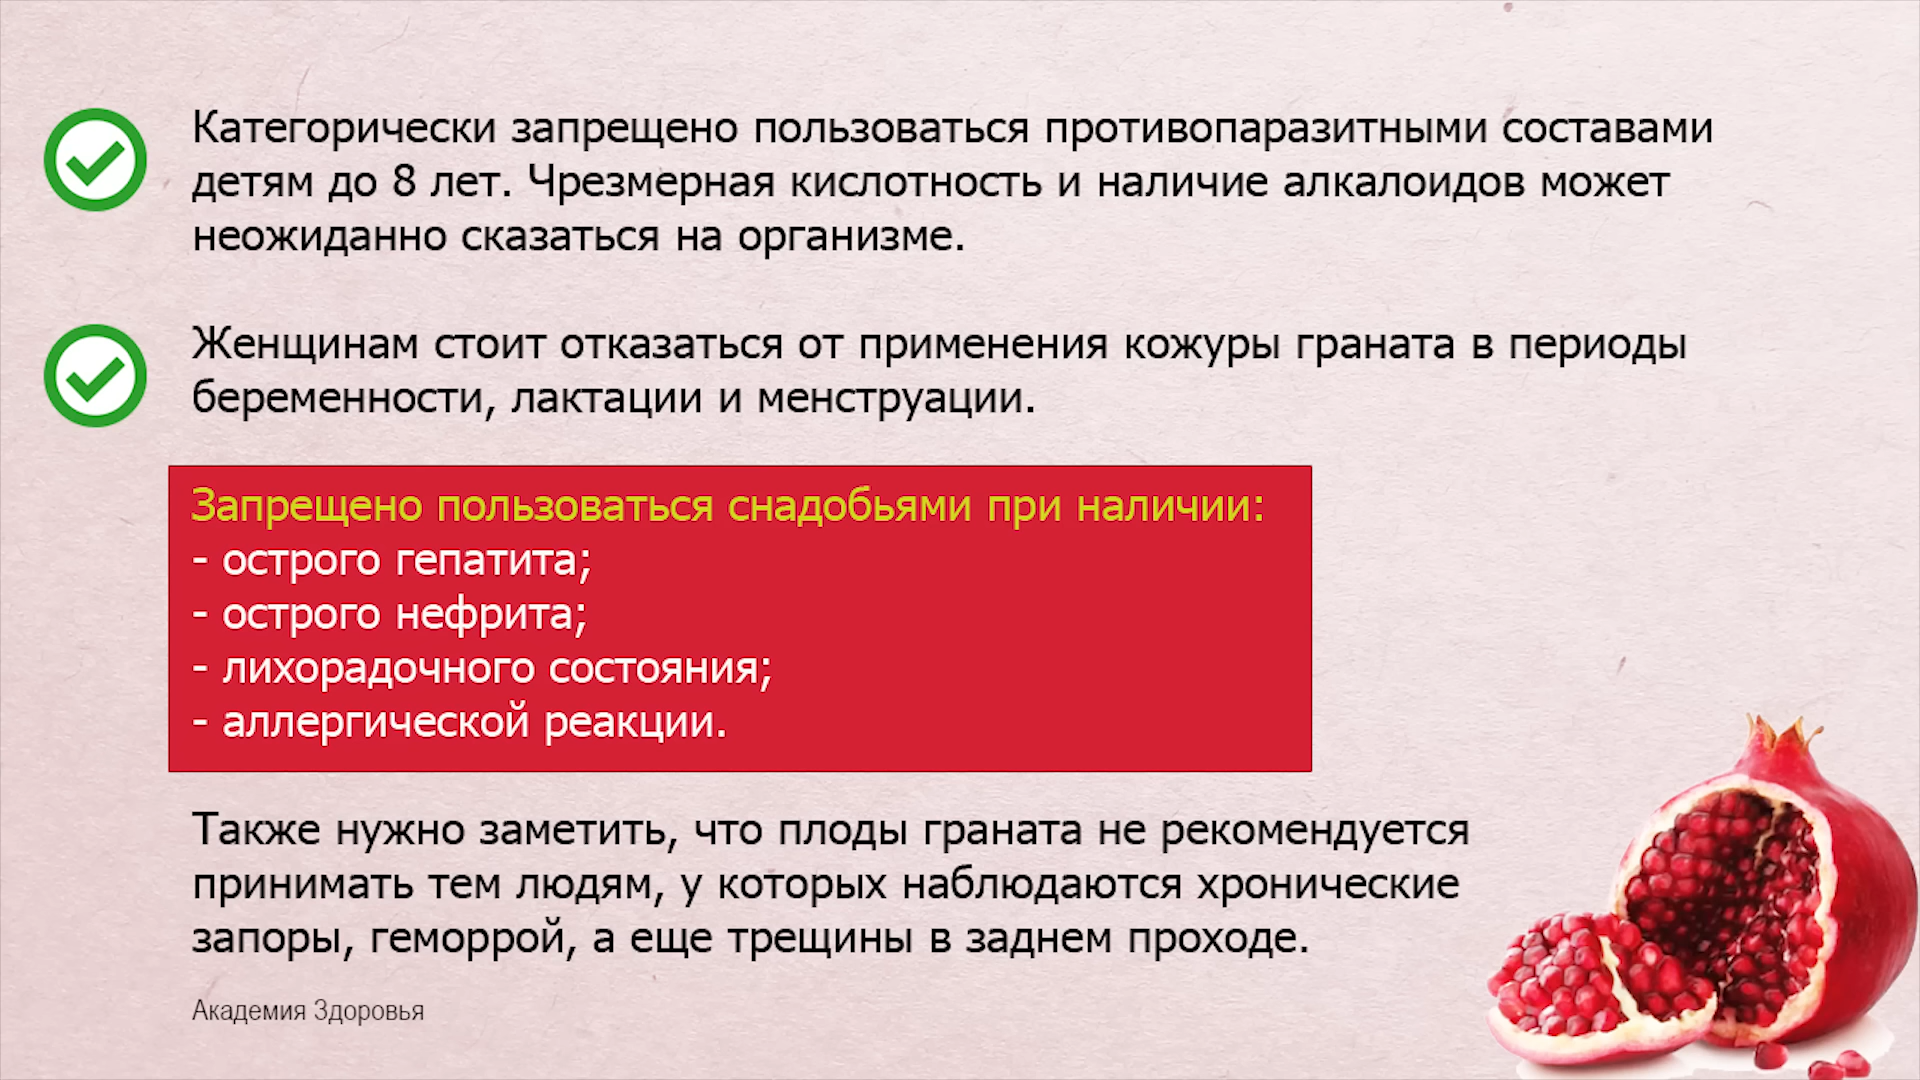 Категорически запрещено пользоваться противопаразитными составами
детям до 8 лет. Чрезмерная кислотность и наличие алкалоидов может
неожиданно сказаться на организме.
Женщинам стоит отказаться от применения кожуры граната в периоды
беременности, лактации и менструации.
Запрещено пользоваться снадобьями при наличии:
- острого гепатита;
- острого нефрита;
- лихорадочного состояния;
- аллергической реакции.
Также нужно заметить, что плоды граната не рекомендуется
принимать тем людям, у которых наблюдаются хронические
запоры, геморрой, а еще трещины в заднем проходе.
Академия Здоровья